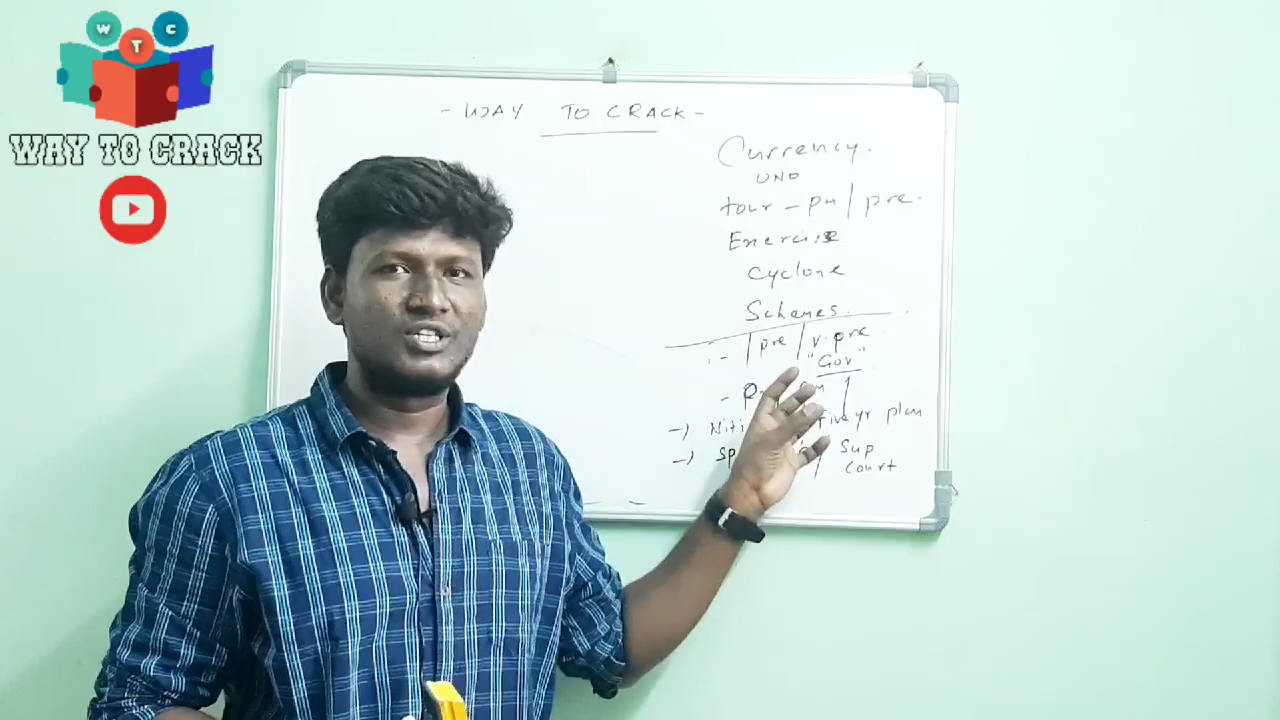 W T C
WAY TO CRACK
- WAY TO CRACK -
Currency.
UNO
tour - pm / pre.
Exercise
Cyclone
Schemes.
/ pre / v.pre
"Gov"
five yr plan
Sup
Court